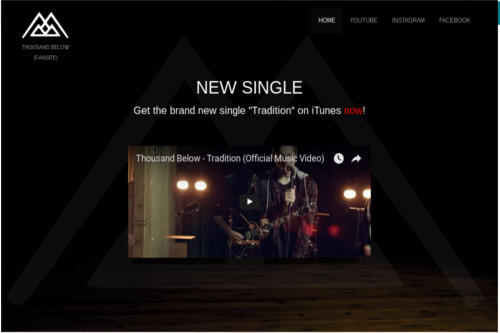 HOME YOUTUBE INSTAGRAM FACEBOOK
THOUSAND BELOW
(FANSITE)
NEW SINGLE
Get the brand new single "Tradition" on iTunes now!
Thousand Below - Tradition (Official Music Video)